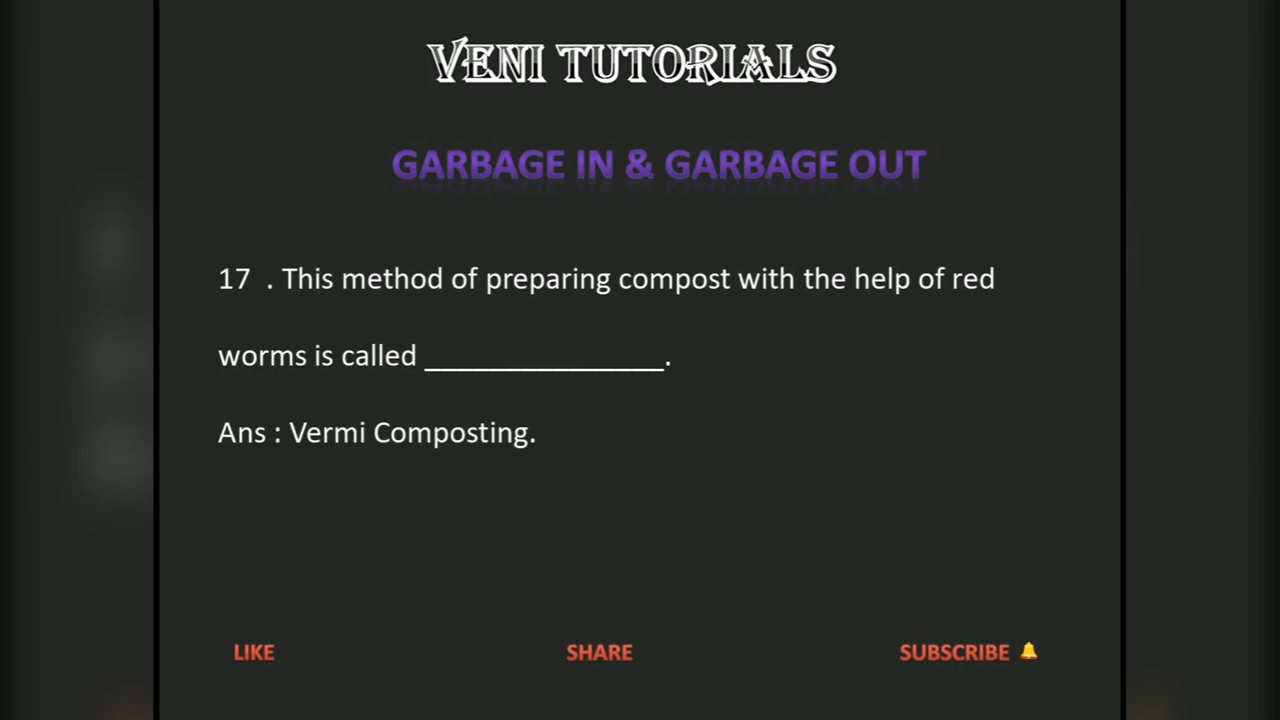 VENI TUTORIALS
GARBAGE IN & GARBAGE OUT
17 . This method of preparing compost with the help of red
worms is called _______________.
Ans : Vermi Composting.
LIKE SHARE SUBSCRIBE 🔔